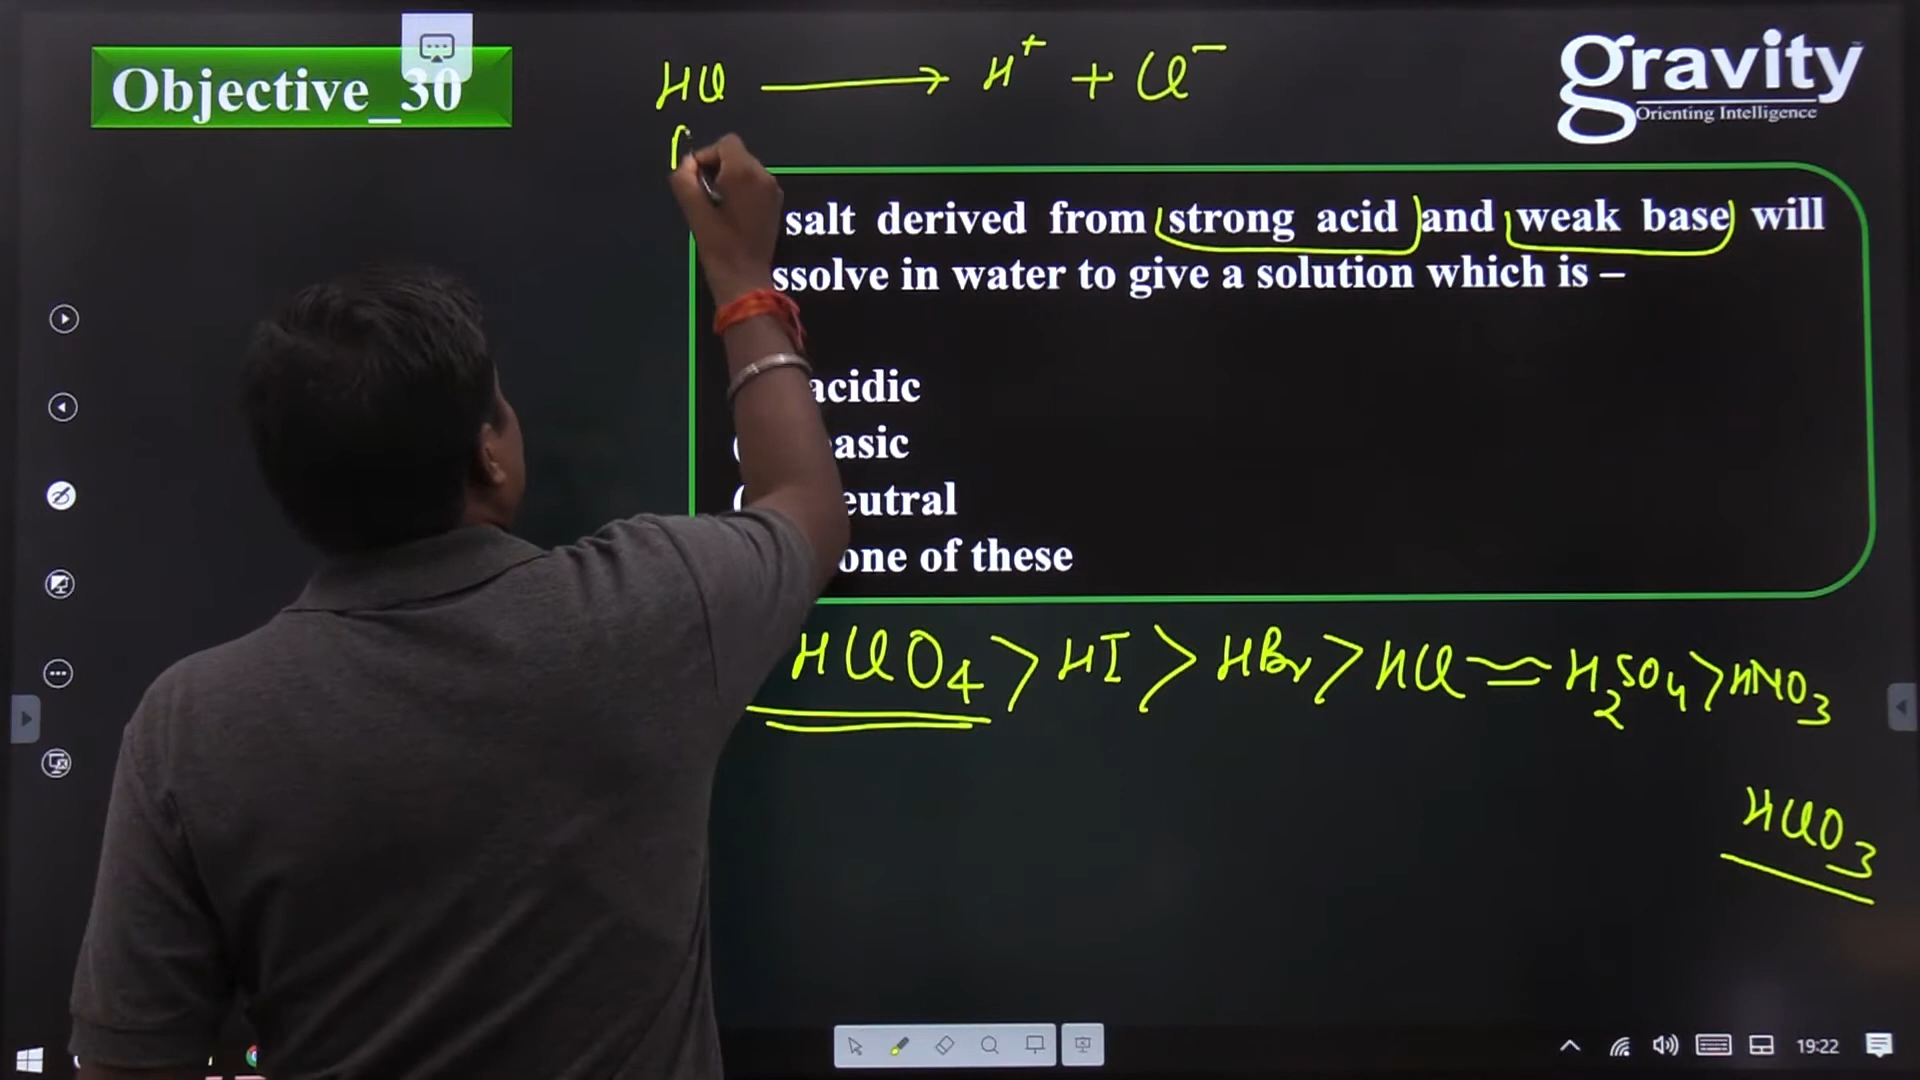 Objective_30
HCl ⟶ H⁺ + Cl⁻
gravity
Orienting Intelligence
salt derived from strong acid and weak base will
ssolve in water to give a solution which is –
acidic
asic
eutral
one of these
HClO₄ > HI > HBr > HCl ≈ H₂SO₄ > HNO₃
HClO₃
19:22